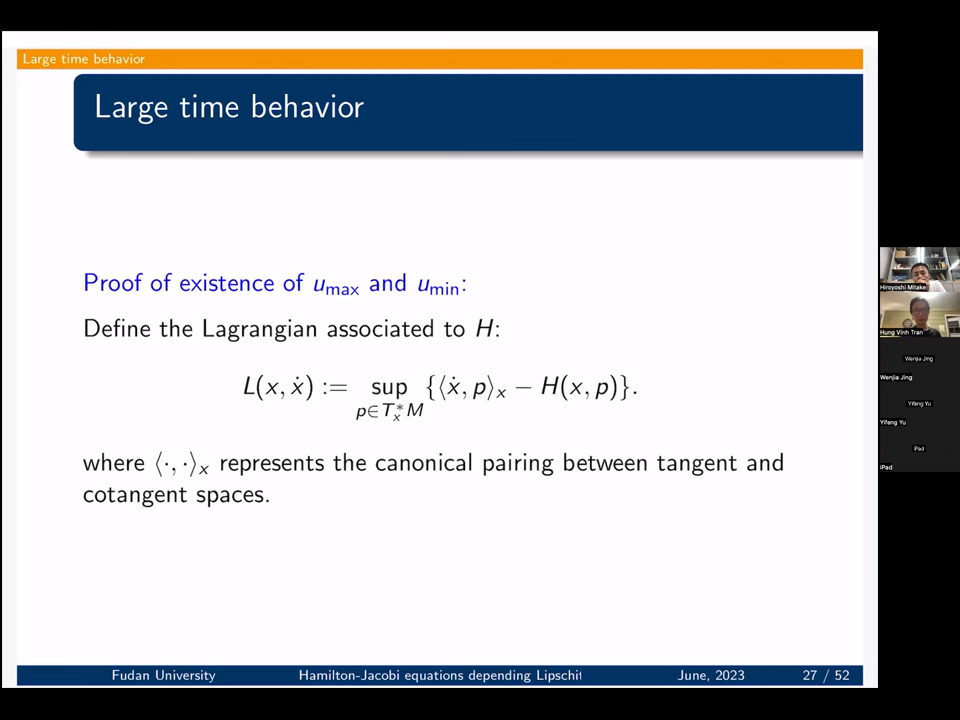 Large time behavior
Large time behavior
Proof of existence of u_max and u_min:
Define the Lagrangian associated to H:
L(x, ẋ) := sup_{p∈T*_x M} {⟨ẋ, p⟩_x − H(x, p)}.
where ⟨·, ·⟩_x represents the canonical pairing between tangent and
cotangent spaces.
Fudan University Hamilton-Jacobi equations depending Lipschit June, 2023 27 / 52
Hiroyoshi Mitake
Hung Vinh Tran
Wenjia Jing
Wenjia Jing
Yifeng Yu
Yifeng Yu
iPad
iPad